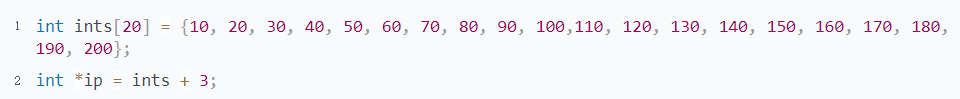 1 int ints[20] = {10, 20, 30, 40, 50, 60, 70, 80, 90, 100,110, 120, 130, 140, 150, 160, 170, 180,
190, 200};
2 int *ip = ints + 3;